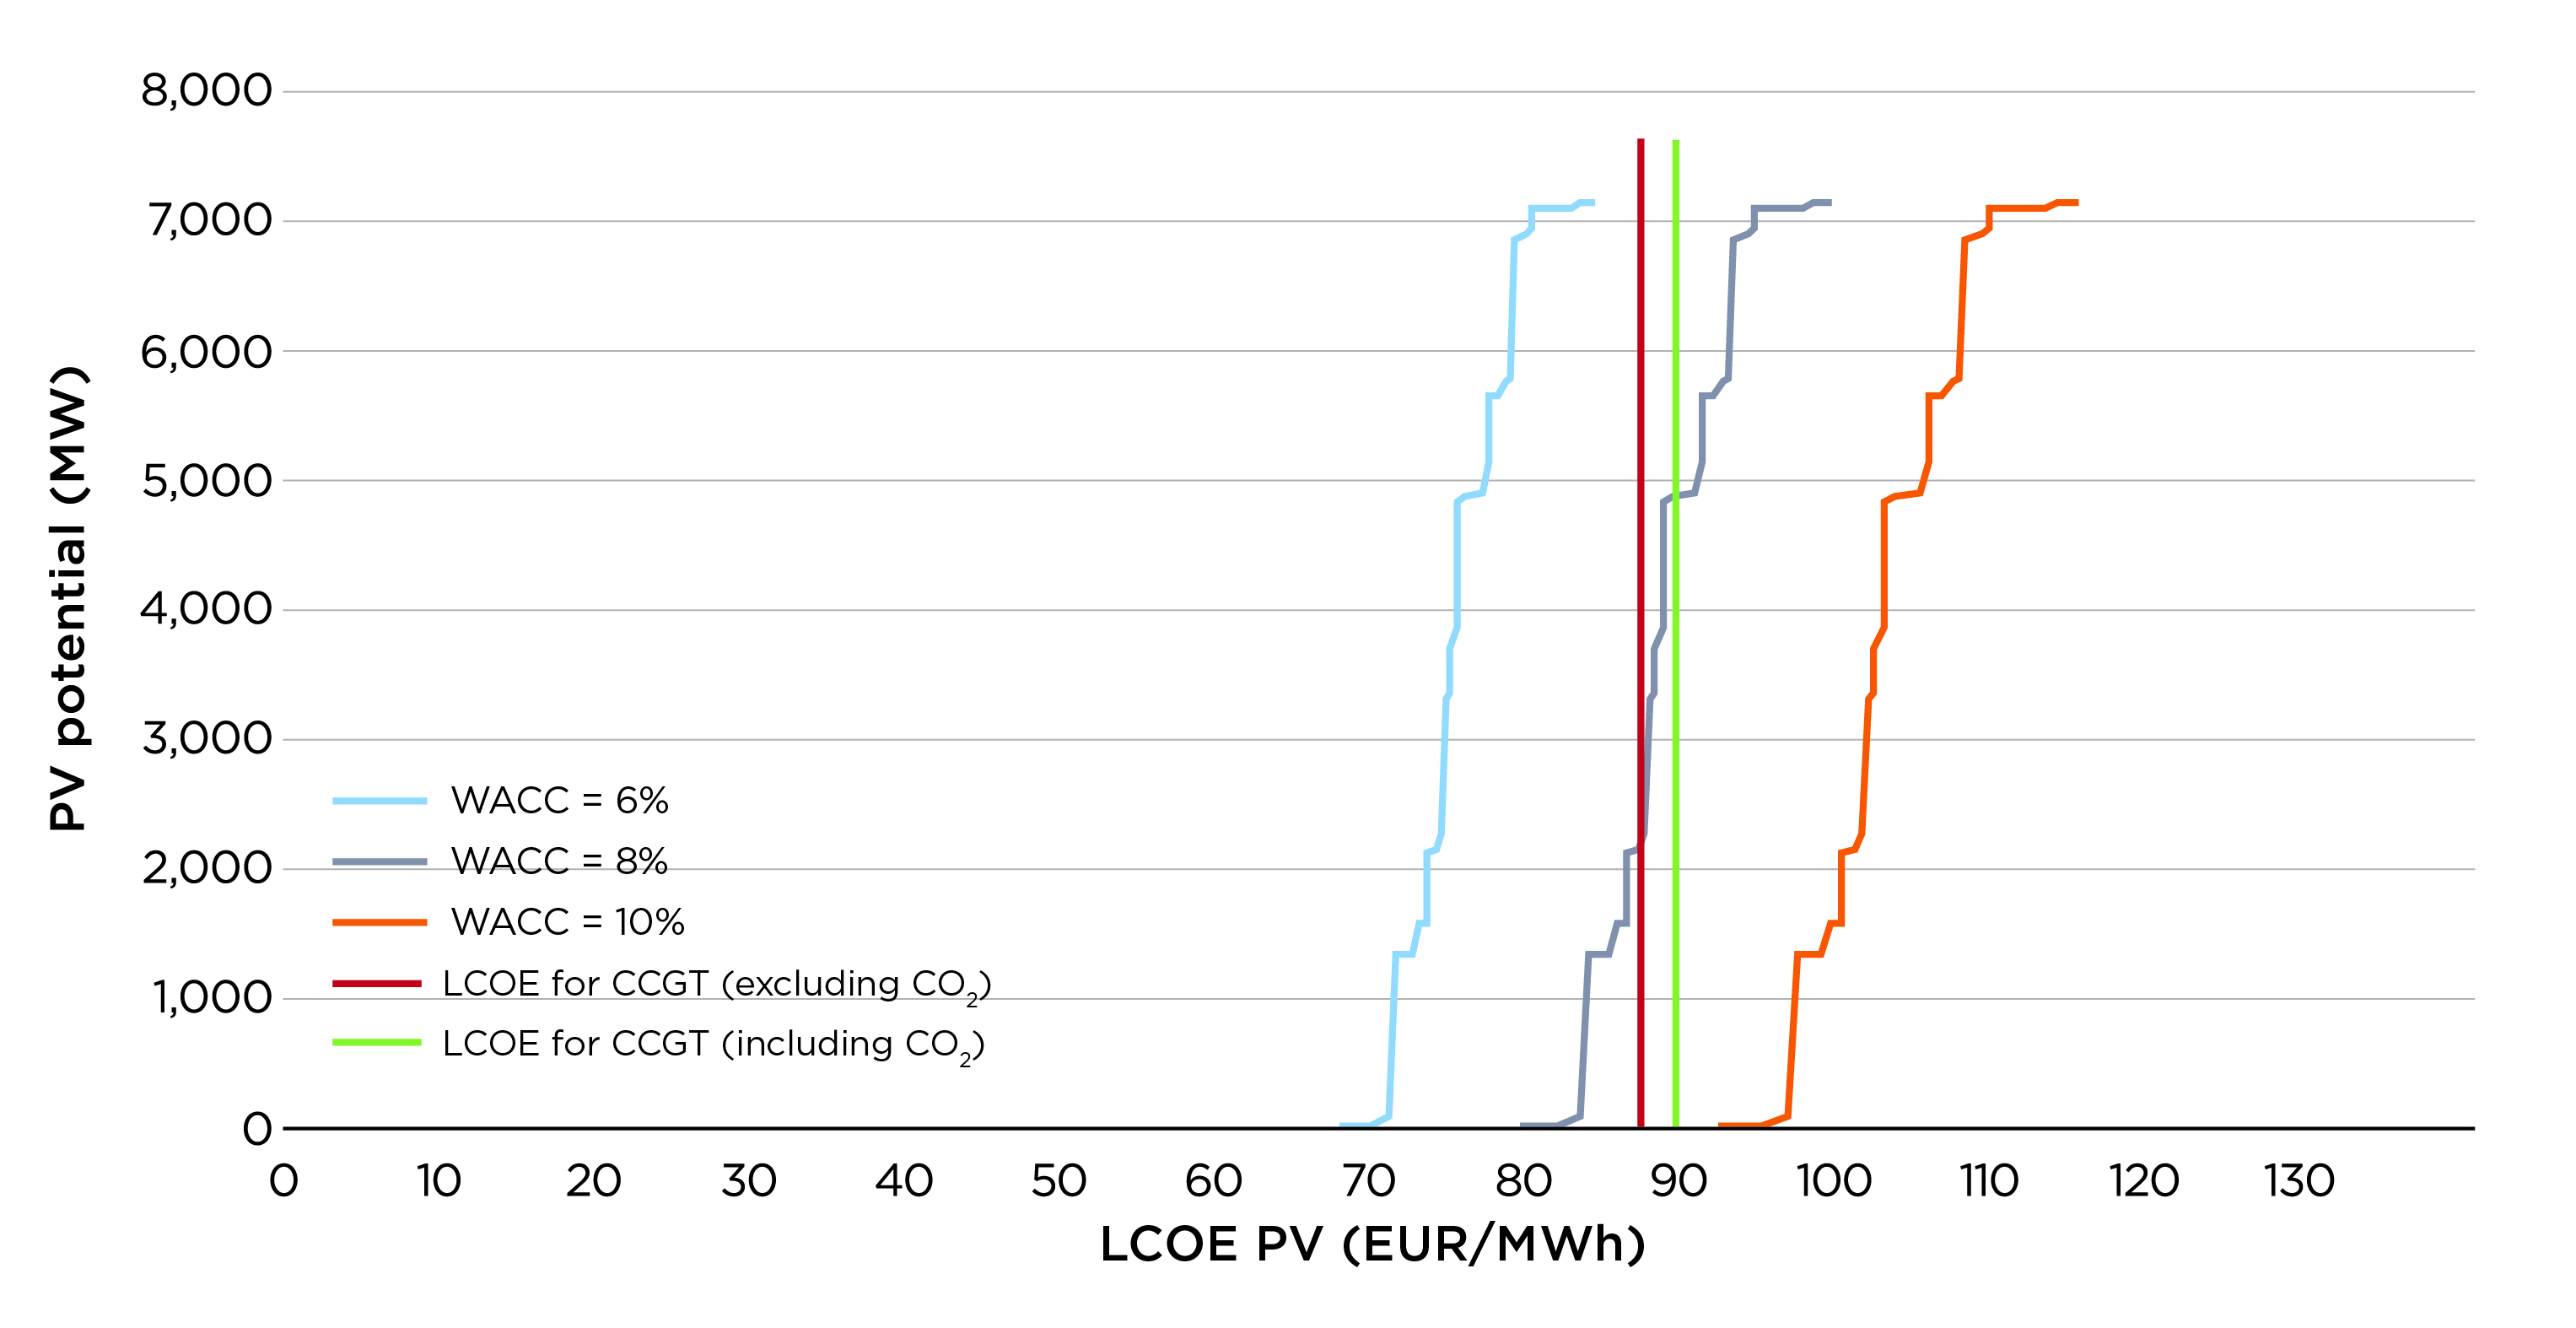 8,000
7,000
6,000
5,000
4,000
3,000
2,000
1,000
0
PV potential (MW)
WACC = 6%
WACC = 8%
WACC = 10%
LCOE for CCGT (excluding CO₂)
LCOE for CCGT (including CO₂)
0 10 20 30 40 50 60 70 80 90 100 110 120 130
LCOE PV (EUR/MWh)